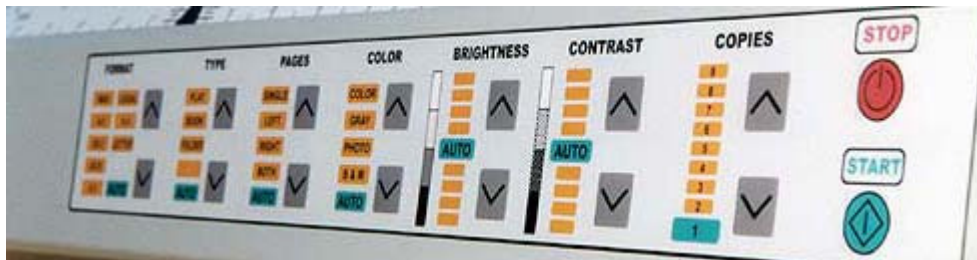 FORMAT
AUTO
TYPE
FLAT
BOOK
FOLDER
AUTO
PAGES
SINGLE
LEFT
RIGHT
BOTH
AUTO
COLOR
COLOR
GRAY
PHOTO
B & W
AUTO
BRIGHTNESS
AUTO
CONTRAST
AUTO
COPIES
9
8
7
6
5
4
3
2
1
STOP
START